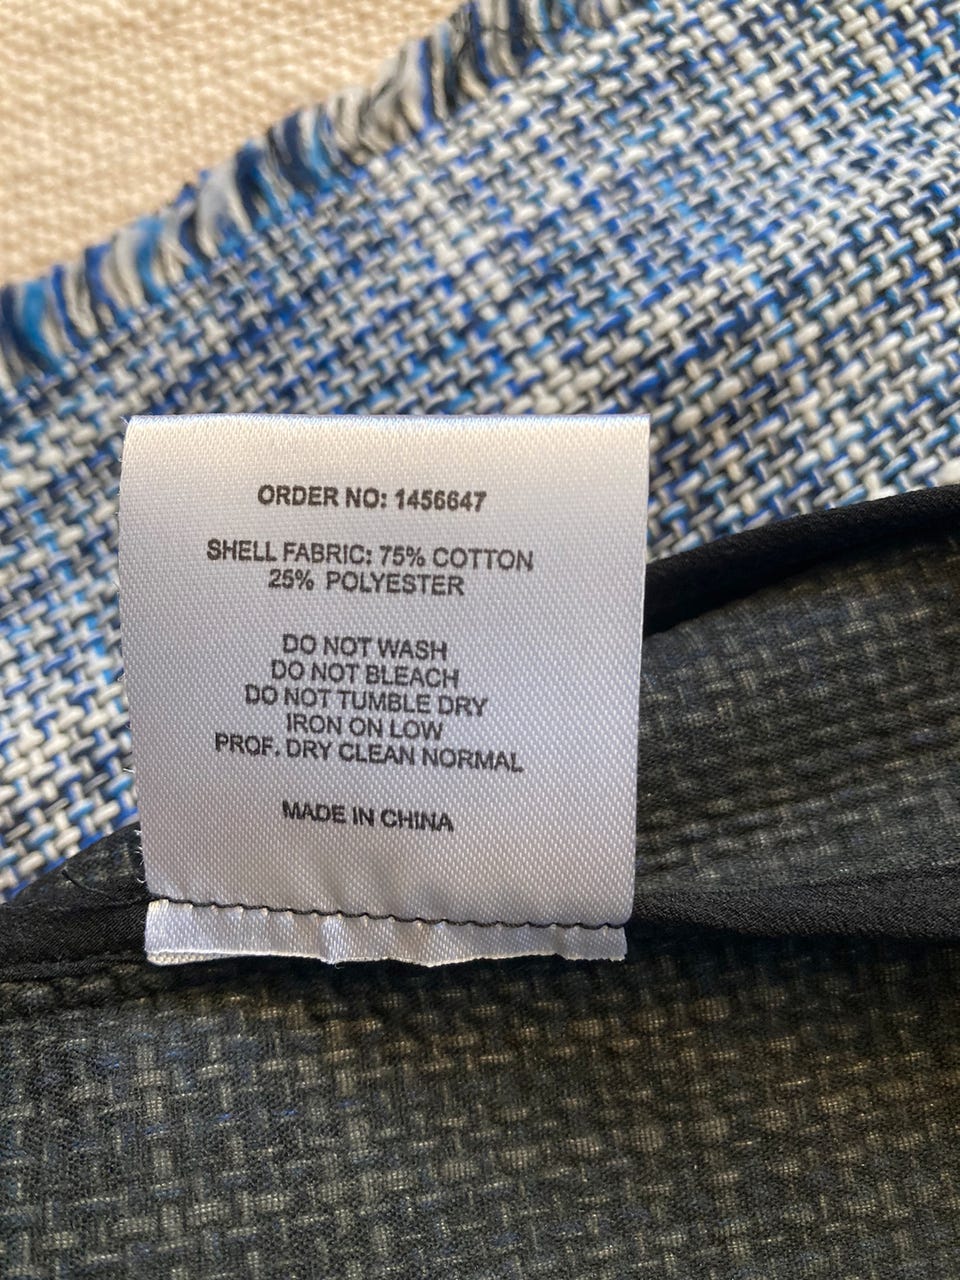 ORDER NO: 1456647
SHELL FABRIC: 75% COTTON
25% POLYESTER
DO NOT WASH
DO NOT BLEACH
DO NOT TUMBLE DRY
IRON ON LOW
PROF. DRY CLEAN NORMAL
MADE IN CHINA